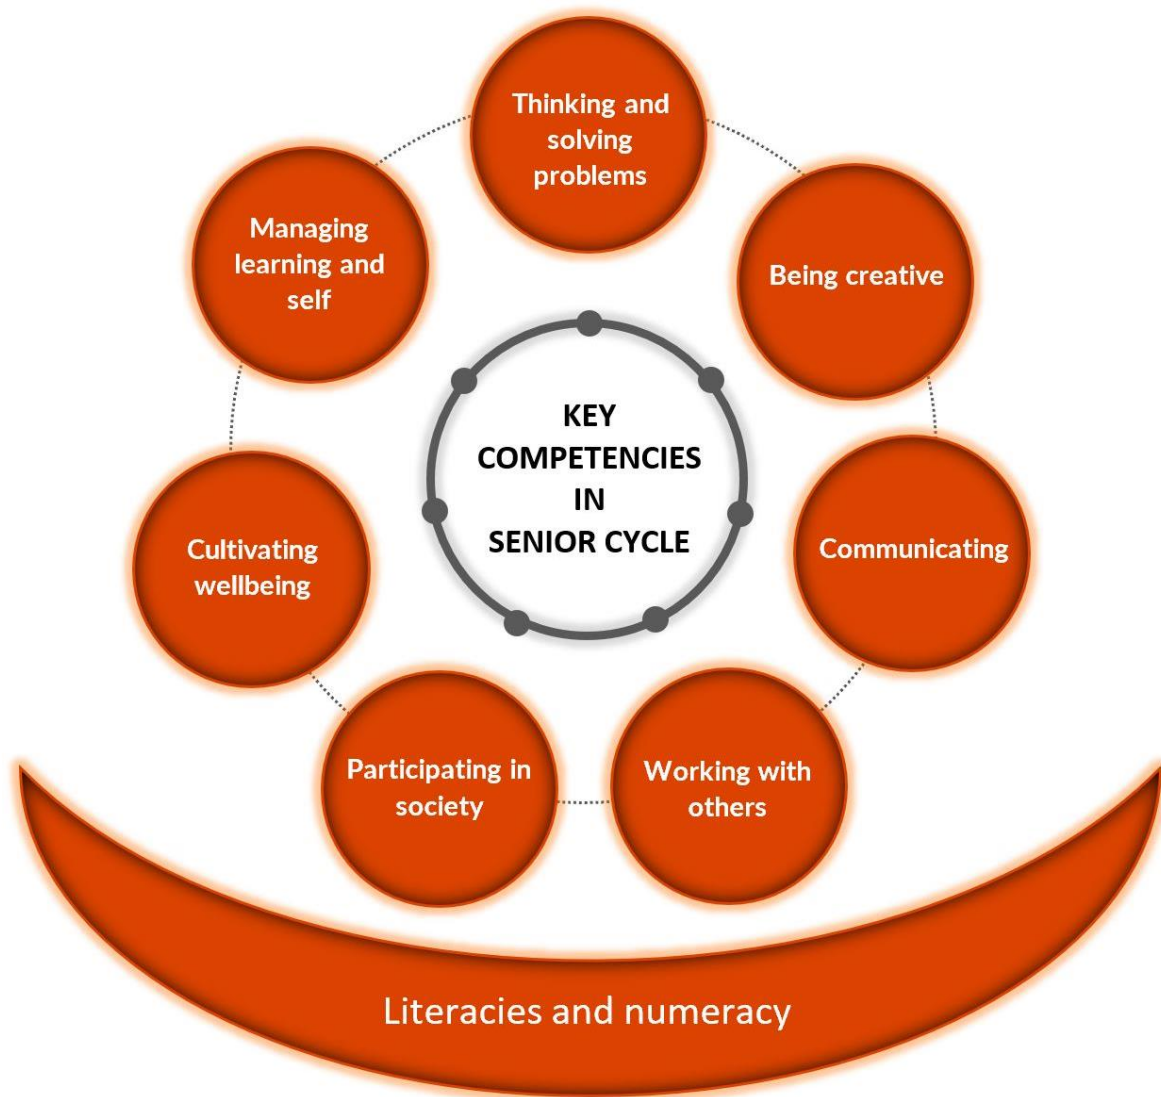 Thinking and
solving
problems
Managing
learning and
self
Being creative
KEY
COMPETENCIES
IN
SENIOR CYCLE
Cultivating
wellbeing
Communicating
Participating in
society
Working with
others
Literacies and numeracy